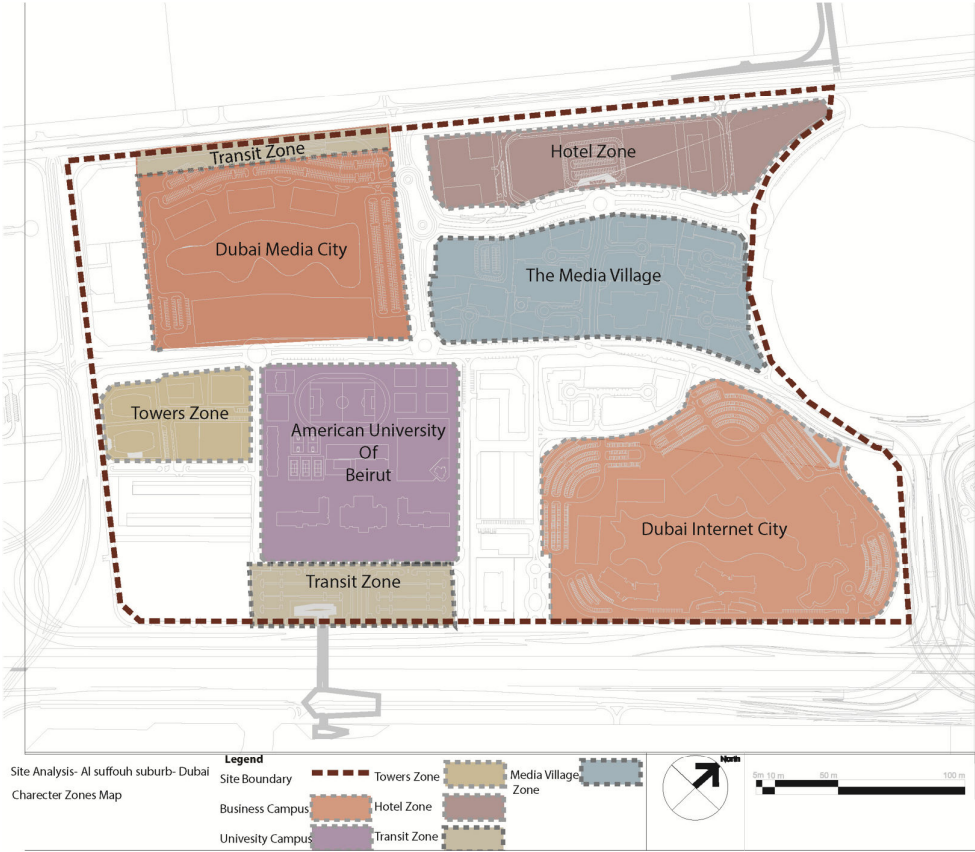 Transit Zone
Hotel Zone
Dubai Media City
The Media Village
Towers Zone
American University
Of
Beirut
Dubai Internet City
Transit Zone
Site Analysis- Al suffouh suburb- Dubai
Charecter Zones Map
Legend
Site Boundary
Towers Zone
Media Village
Zone
Business Campus
Hotel Zone
Univesity Campus
Transit Zone
North
5m 10 m 50 m 100 m